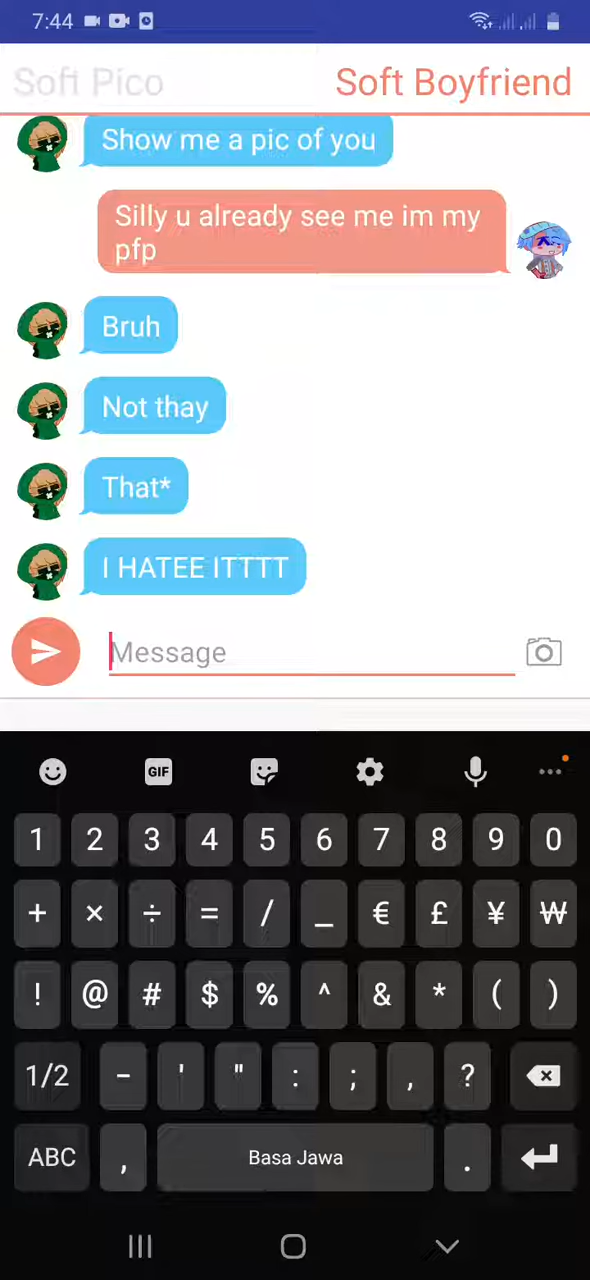 7:44
Soft Pico Soft Boyfriend
Show me a pic of you
Silly u already see me im my
pfp
Bruh
Not thay
That*
I HATEE ITTTT
Message
GIF
1 2 3 4 5 6 7 8 9 0
+ × ÷ = / _ € £ ¥ ₩
! @ # $ % ^ & * ( )
1/2 - ' " : ; , ?
ABC , Basa Jawa .